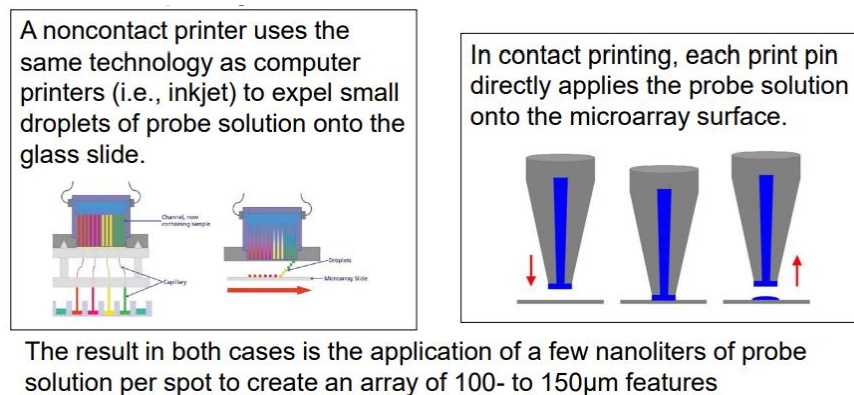 A noncontact printer uses the
same technology as computer
printers (i.e., inkjet) to expel small
droplets of probe solution onto the
glass slide.
Channel, now
containing sample
Capillary
Droplets
Microarray Slide
In contact printing, each print pin
directly applies the probe solution
onto the microarray surface.
The result in both cases is the application of a few nanoliters of probe
solution per spot to create an array of 100- to 150µm features